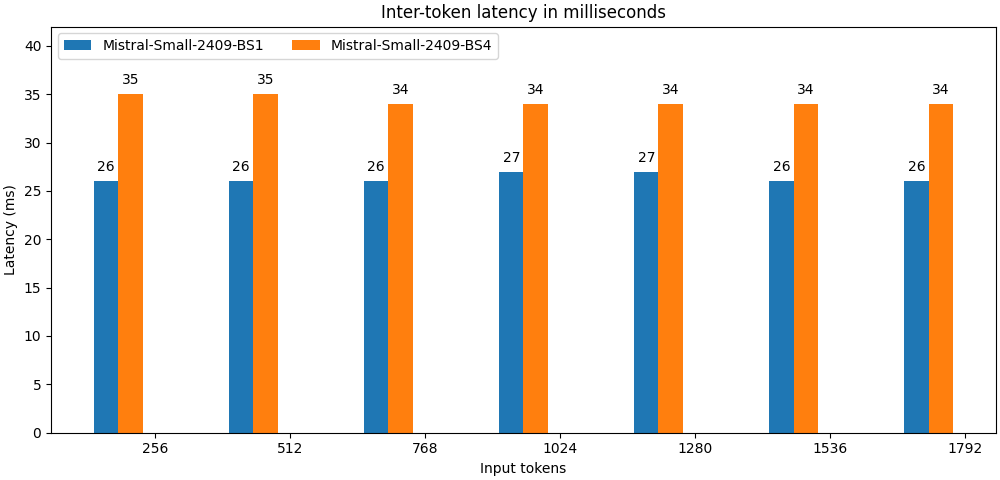 Inter-token latency in milliseconds
Mistral-Small-2409-BS1 Mistral-Small-2409-BS4
40
35
30
25
20
15
10
5
0
Latency (ms)
26 35 26 35 26 34 27 34 27 34 26 34 26 34
256 512 768 1024 1280 1536 1792
Input tokens